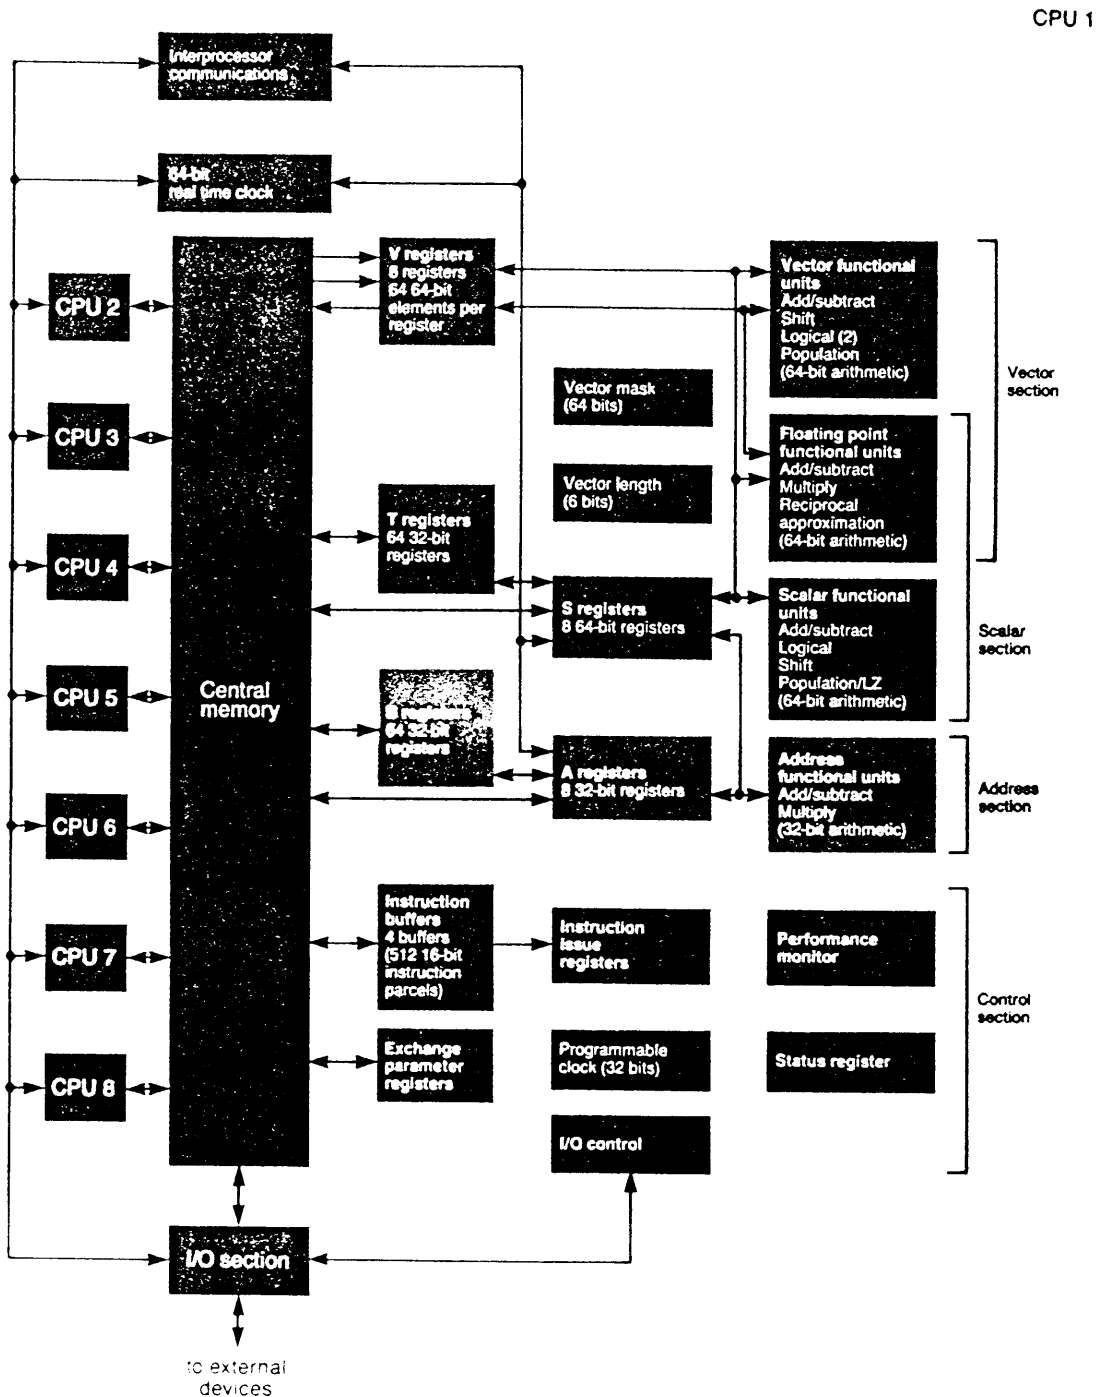 CPU 1
Interprocessor
communications
64-bit
real time clock
CPU 2
CPU 3
CPU 4
CPU 5
CPU 6
CPU 7
CPU 8
Central
memory
V registers
8 registers
64 64-bit
elements per
register
Vector mask
(64 bits)
Vector length
(6 bits)
T registers
64 32-bit
registers
S registers
8 64-bit registers
64 32-bit
registers
A registers
8 32-bit registers
Vector functional
units
Add/subtract
Shift
Logical (2)
Population
(64-bit arithmetic)
Vector
section
Floating point
functional units
Add/subtract
Multiply
Reciprocal
approximation
(64-bit arithmetic)
Scalar functional
units
Add/subtract
Logical
Shift
Population/LZ
(64-bit arithmetic)
Scalar
section
Address
functional units
Add/subtract
Multiply
(32-bit arithmetic)
Address
section
Instruction
buffers
4 buffers
(512 16-bit
instruction
parcels)
Instruction
issue
registers
Performance
monitor
Control
section
Exchange
parameter
registers
Programmable
clock (32 bits)
Status register
I/O control
I/O section
to external
devices